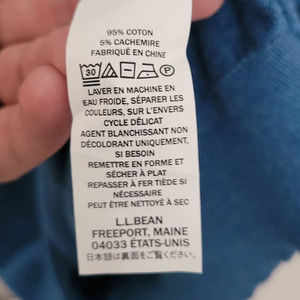 95% COTON
5% CACHEMIRE
FABRIQUÉ EN CHINE
30 P
LAVER EN MACHINE EN
EAU FROIDE, SÉPARER LES
COULEURS, SUR L'ENVERS
CYCLE DÉLICAT
AGENT BLANCHISSANT NON
DÉCOLORANT UNIQUEMENT,
SI BESOIN
REMETTRE EN FORME ET
SÉCHER À PLAT
REPASSER À FER TIÈDE SI
NÉCESSAIRE
PEUT ÊTRE NETTOYÉ À SEC
L.L.BEAN
FREEPORT, MAINE
04033 ÉTATS-UNIS
日本語は裏面をご覧ください。